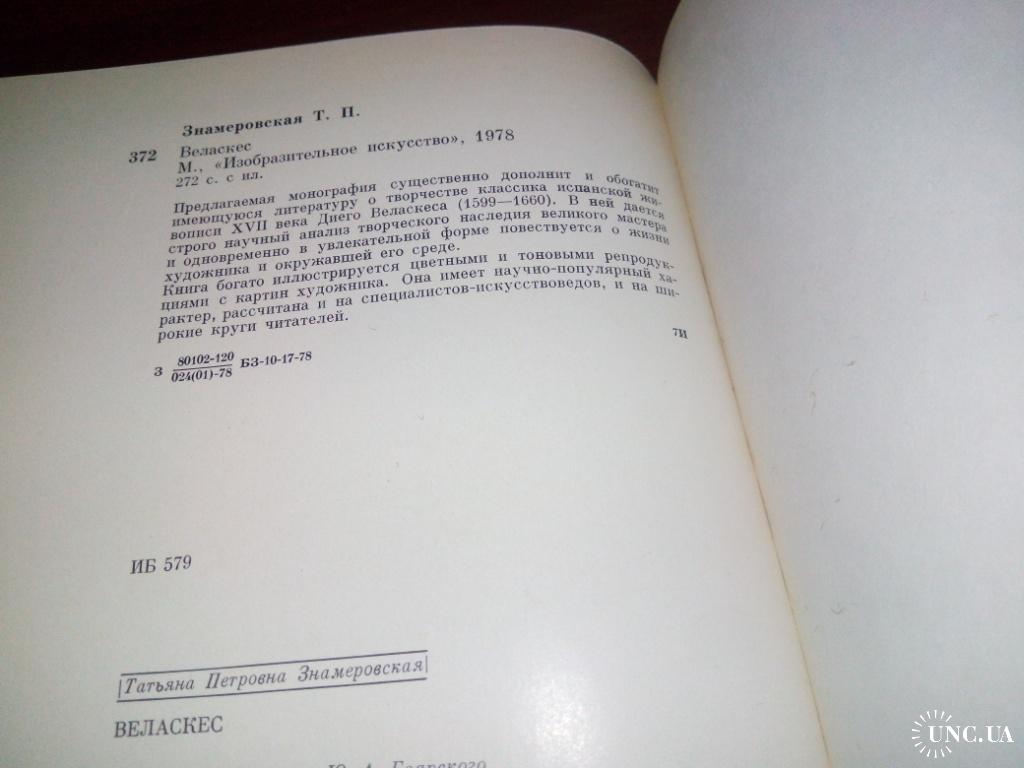 Знамеровская Т. П.
372 Веласкес
М., «Изобразительное искусство», 1978
272 с. с ил.
Предлагаемая монография существенно дополнит и обогатит
имеющуюся литературу о творчестве классика испанской жи-
вописи XVII века Диего Веласкеса (1599—1660). В ней дается
строго научный анализ творческого наследия великого мастера
и одновременно в увлекательной форме повествуется о жизни
художника и окружавшей его среде.
Книга богато иллюстрируется цветными и тоновыми репродук-
циями с картин художника. Она имеет научно-популярный ха-
рактер, рассчитана и на специалистов-искусствоведов, и на ши-
рокие круги читателей.
7И
З 80102-120 БЗ-10-17-78
024(01)-78
ИБ 579
Татьяна Петровна Знамеровская
ВЕЛАСКЕС
Ю. А. Боярского
UNC.UA